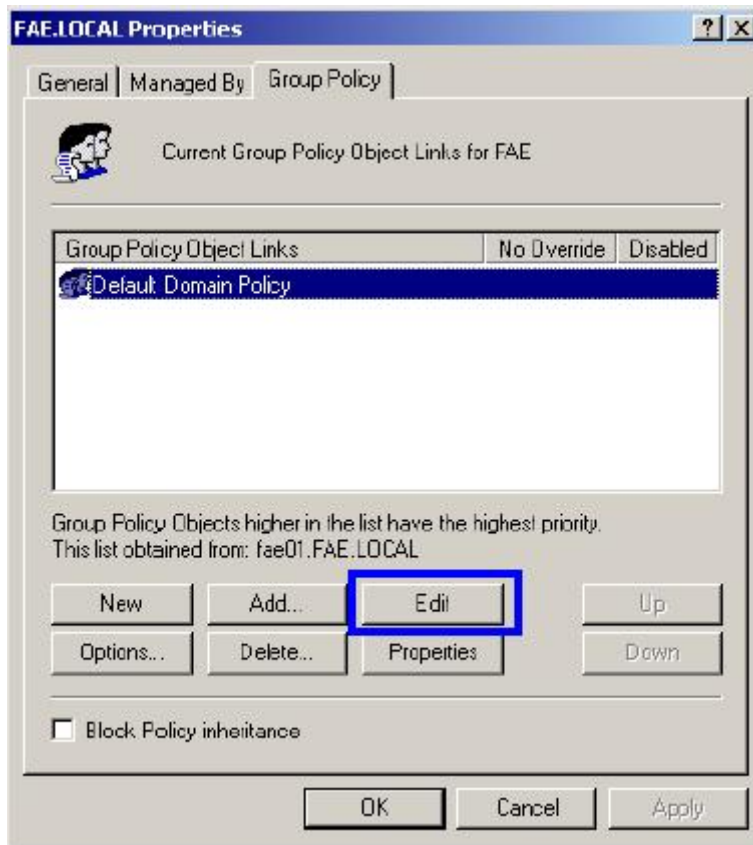 FAE.LOCAL Properties
General Managed By Group Policy
Current Group Policy Object Links for FAE
Group Policy Object Links No Override Disabled
Default Domain Policy
Group Policy Objects higher in the list have the highest priority.
This list obtained from: fae01.FAE.LOCAL
New Add... Edit Up
Options... Delete... Properties Down
Block Policy inheritance
OK Cancel Apply